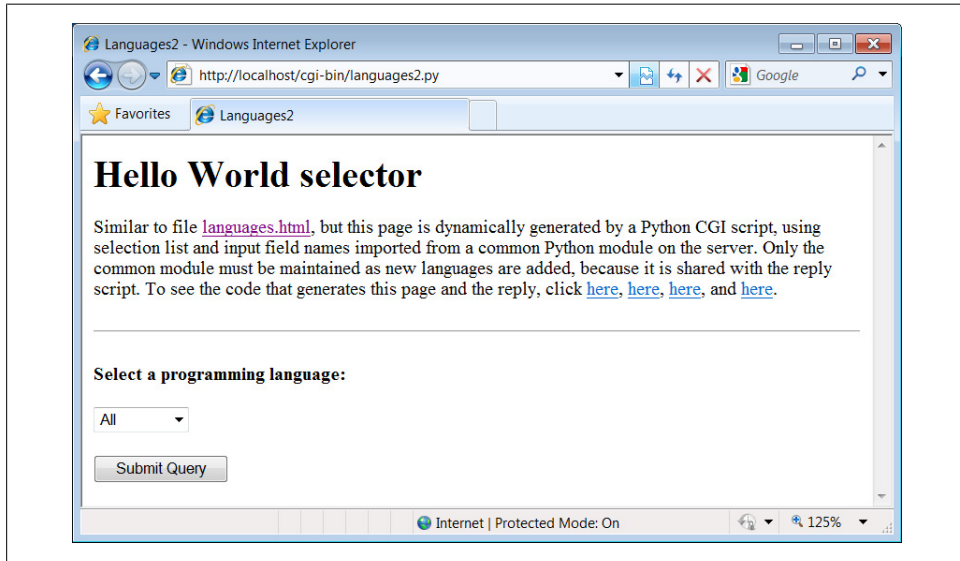 Languages2 - Windows Internet Explorer
http://localhost/cgi-bin/languages2.py
Google
Favorites
Languages2
Hello World selector
Similar to file languages.html, but this page is dynamically generated by a Python CGI script, using
selection list and input field names imported from a common Python module on the server. Only the
common module must be maintained as new languages are added, because it is shared with the reply
script. To see the code that generates this page and the reply, click here, here, here, and here.
Select a programming language:
All
Submit Query
Internet | Protected Mode: On
125%